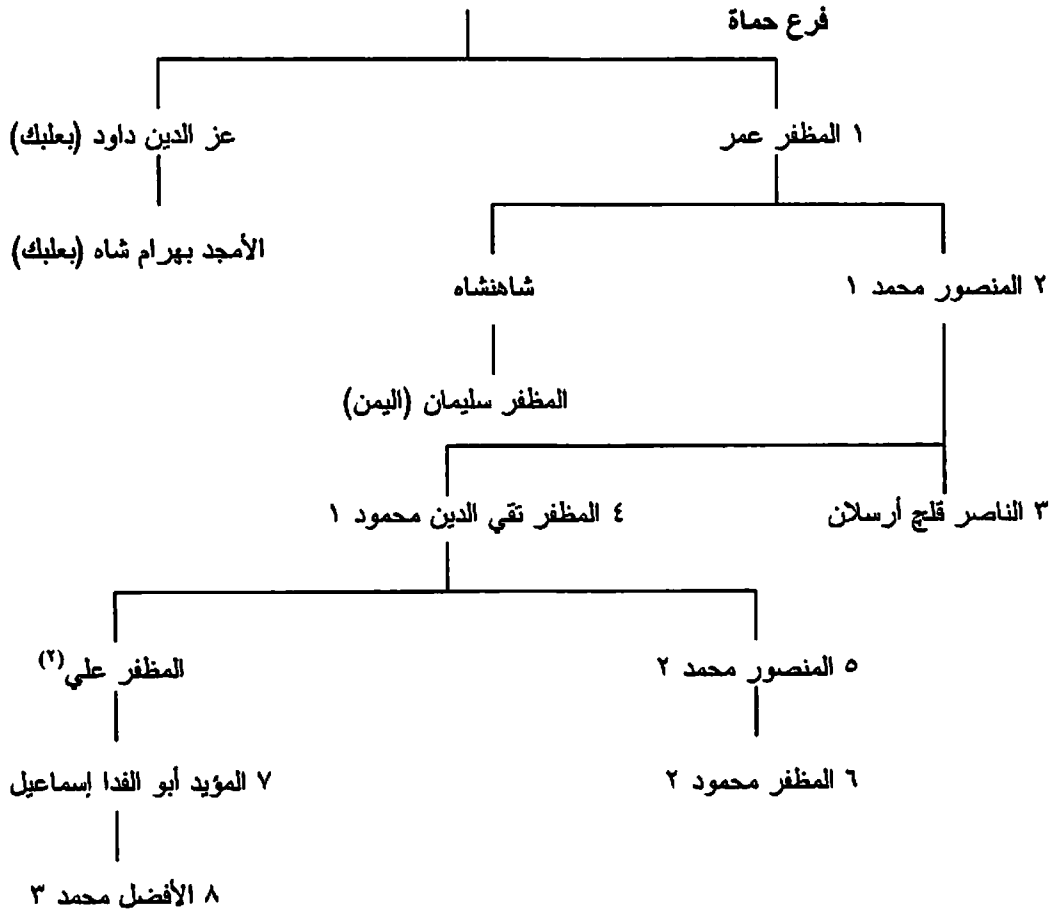 فرع حماة
١ المظفر عمر
عز الدين داود (بعلبك)
الأمجد بهرام شاه (بعلبك)
٢ المنصور محمد ١
شاهنشاه
المظفر سليمان (اليمن)
٣ الناصر قلج أرسلان
٤ المظفر تقي الدين محمود ١
٥ المنصور محمد ٢
المظفر علي(٢)
٦ المظفر محمود ٢
٧ المؤيد أبو الفدا إسماعيل
٨ الأفضل محمد ٣